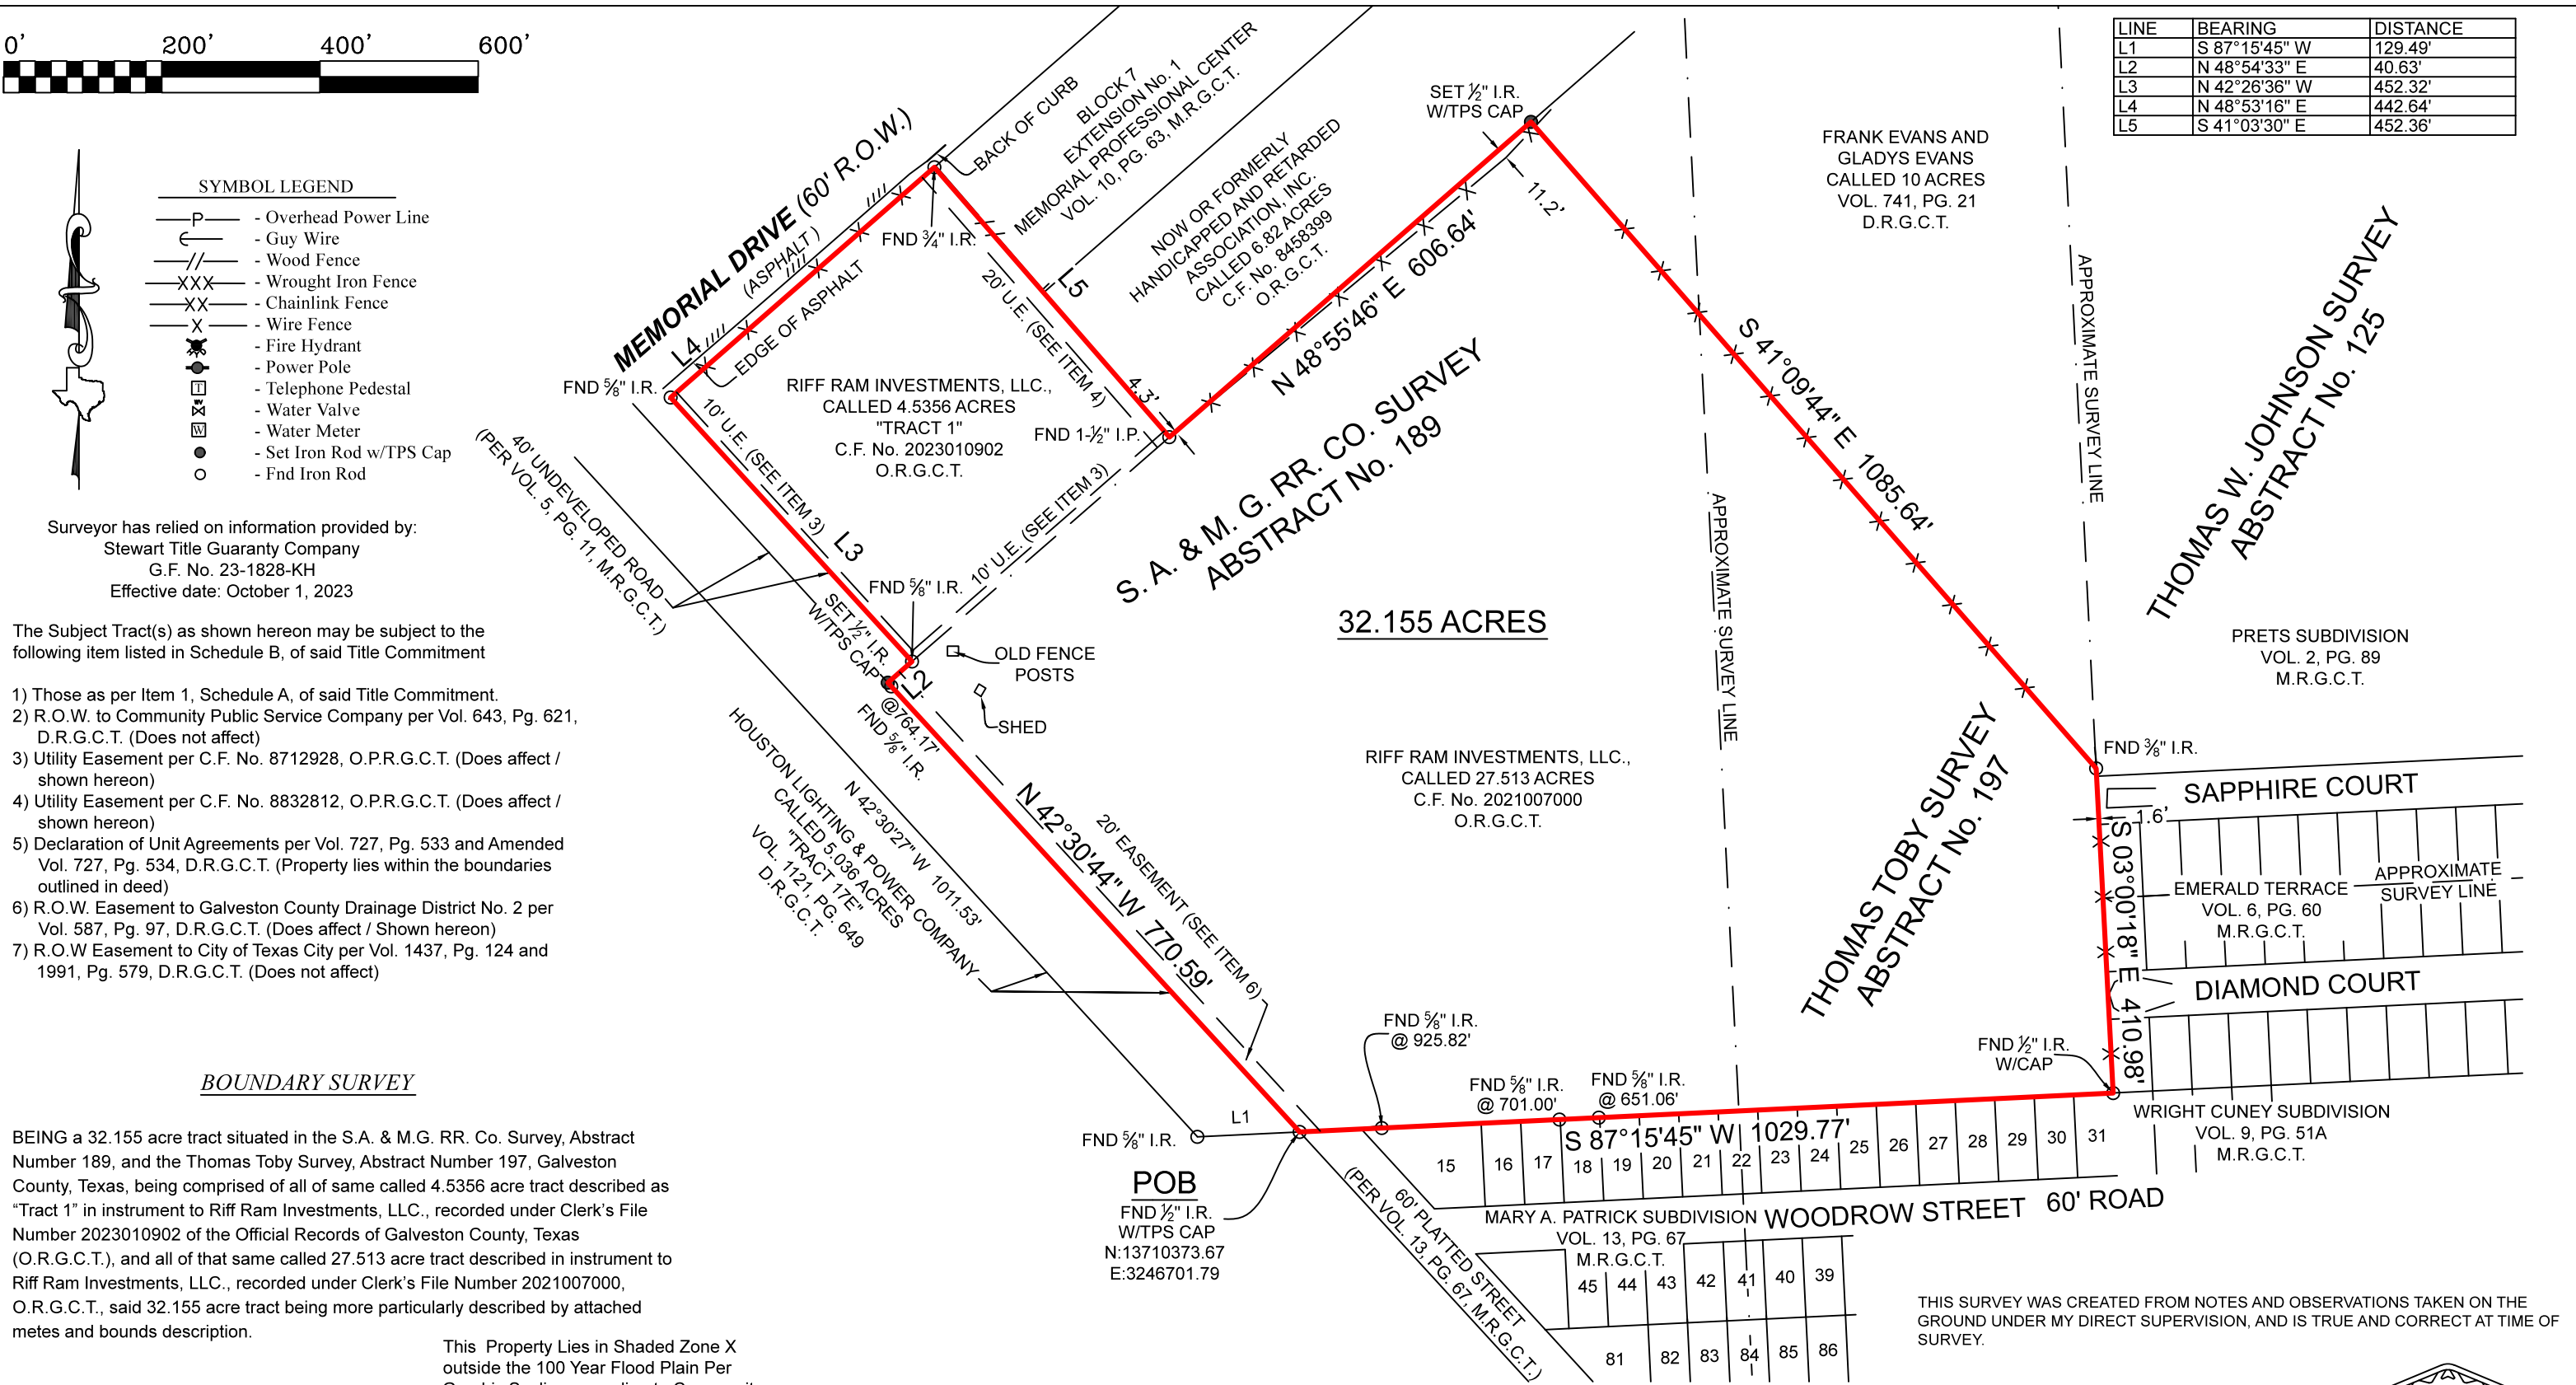 0' 200' 400' 600'
SYMBOL LEGEND
P - Overhead Power Line
- Guy Wire
// - Wood Fence
XXX - Wrought Iron Fence
XX - Chainlink Fence
X - Wire Fence
- Fire Hydrant
- Power Pole
T - Telephone Pedestal
WV - Water Valve
W - Water Meter
- Set Iron Rod w/TPS Cap
- Fnd Iron Rod
Surveyor has relied on information provided by:
Stewart Title Guaranty Company
G.F. No. 23-1828-KH
Effective date: October 1, 2023
The Subject Tract(s) as shown hereon may be subject to the
following item listed in Schedule B, of said Title Commitment
1) Those as per Item 1, Schedule A, of said Title Commitment.
2) R.O.W. to Community Public Service Company per Vol. 643, Pg. 621,
D.R.G.C.T. (Does not affect)
3) Utility Easement per C.F. No. 8712928, O.P.R.G.C.T. (Does affect /
shown hereon)
4) Utility Easement per C.F. No. 8832812, O.P.R.G.C.T. (Does affect /
shown hereon)
5) Declaration of Unit Agreements per Vol. 727, Pg. 533 and Amended
Vol. 727, Pg. 534, D.R.G.C.T. (Property lies within the boundaries
outlined in deed)
6) R.O.W. Easement to Galveston County Drainage District No. 2 per
Vol. 587, Pg. 97, D.R.G.C.T. (Does affect / Shown hereon)
7) R.O.W Easement to City of Texas City per Vol. 1437, Pg. 124 and
1991, Pg. 579, D.R.G.C.T. (Does not affect)
BOUNDARY SURVEY
BEING a 32.155 acre tract situated in the S.A. & M.G. RR. Co. Survey, Abstract
Number 189, and the Thomas Toby Survey, Abstract Number 197, Galveston
County, Texas, being comprised of all of same called 4.5356 acre tract described as
“Tract 1” in instrument to Riff Ram Investments, LLC., recorded under Clerk’s File
Number 2023010902 of the Official Records of Galveston County, Texas
(O.R.G.C.T.), and all of that same called 27.513 acre tract described in instrument to
Riff Ram Investments, LLC., recorded under Clerk’s File Number 2021007000,
O.R.G.C.T., said 32.155 acre tract being more particularly described by attached
metes and bounds description.
This Property Lies in Shaded Zone X
outside the 100 Year Flood Plain Per
MEMORIAL DRIVE (60' R.O.W.)
(ASPHALT)
EDGE OF ASPHALT
BACK OF CURB
L4
FND 5/8" I.R.
FND 3/4" I.R.
BLOCK 7
EXTENSION No. 1
MEMORIAL PROFESSIONAL CENTER
VOL. 10, PG. 63, M.R.G.C.T.
L5
20' U.E. (SEE ITEM 4)
4.3'
NOW OR FORMERLY
HANDICAPPED AND RETARDED
ASSOCIATION, INC.
CALLED 6.82 ACRES
C.F. No. 8458399
O.R.G.C.T.
SET 1/2" I.R.
W/TPS CAP
11.2'
N 48°55'46" E 606.64'
FRANK EVANS AND
GLADYS EVANS
CALLED 10 ACRES
VOL. 741, PG. 21
D.R.G.C.T.
LINE BEARING DISTANCE
L1 S 87°15'45" W 129.49'
L2 N 48°54'33" E 40.63'
L3 N 42°26'36" W 452.32'
L4 N 48°53'16" E 442.64'
L5 S 41°03'30" E 452.36'
RIFF RAM INVESTMENTS, LLC.,
CALLED 4.5356 ACRES
"TRACT 1"
C.F. No. 2023010902
O.R.G.C.T.
FND 1-1/2" I.P.
10' U.E. (SEE ITEM 3)
L3
10' U.E. (SEE ITEM 3)
40' UNDEVELOPED ROAD
(PER VOL. 5, PG. 11, M.R.G.C.T.)
FND 5/8" I.R.
SET 1/2" I.R.
W/TPS CAP
L2
@764.17'
FND 5/8" I.R.
OLD FENCE
POSTS
SHED
S. A. & M. G. RR. CO. SURVEY
ABSTRACT No. 189
32.155 ACRES
RIFF RAM INVESTMENTS, LLC.,
CALLED 27.513 ACRES
C.F. No. 2021007000
O.R.G.C.T.
S 41°09'44" E 1085.64'
APPROXIMATE SURVEY LINE
APPROXIMATE SURVEY LINE
THOMAS W. JOHNSON SURVEY
ABSTRACT No. 125
THOMAS TOBY SURVEY
ABSTRACT No. 197
PRETS SUBDIVISION
VOL. 2, PG. 89
M.R.G.C.T.
FND 3/8" I.R.
SAPPHIRE COURT
1.6'
S 03°00'18" E 410.98'
EMERALD TERRACE
VOL. 6, PG. 60
M.R.G.C.T.
APPROXIMATE
SURVEY LINE
DIAMOND COURT
WRIGHT CUNEY SUBDIVISION
VOL. 9, PG. 51A
M.R.G.C.T.
HOUSTON LIGHTING & POWER COMPANY
CALLED 5.036 ACRES
"TRACT 17E"
VOL. 1121, PG. 649
D.R.G.C.T.
N 42°30'27" W 1011.53'
N 42°30'44" W 770.59'
20' EASEMENT (SEE ITEM 6)
FND 5/8" I.R.
L1
POB
FND 1/2" I.R.
W/TPS CAP
N:13710373.67
E:3246701.79
FND 5/8" I.R.
@ 925.82'
FND 5/8" I.R.
@ 701.00'
FND 5/8" I.R.
@ 651.06'
FND 1/2" I.R.
W/CAP
S 87°15'45" W 1029.77'
15 16 17 18 19 20 21 22 23 24 25 26 27 28 29 30 31
MARY A. PATRICK SUBDIVISION
VOL. 13, PG. 67
M.R.G.C.T.
WOODROW STREET 60' ROAD
60' PLATTED STREET
(PER VOL. 13, PG. 67, M.R.G.C.T.)
45 44 43 42 41 40 39
81 82 83 84 85 86
THIS SURVEY WAS CREATED FROM NOTES AND OBSERVATIONS TAKEN ON THE
GROUND UNDER MY DIRECT SUPERVISION, AND IS TRUE AND CORRECT AT TIME OF
SURVEY.